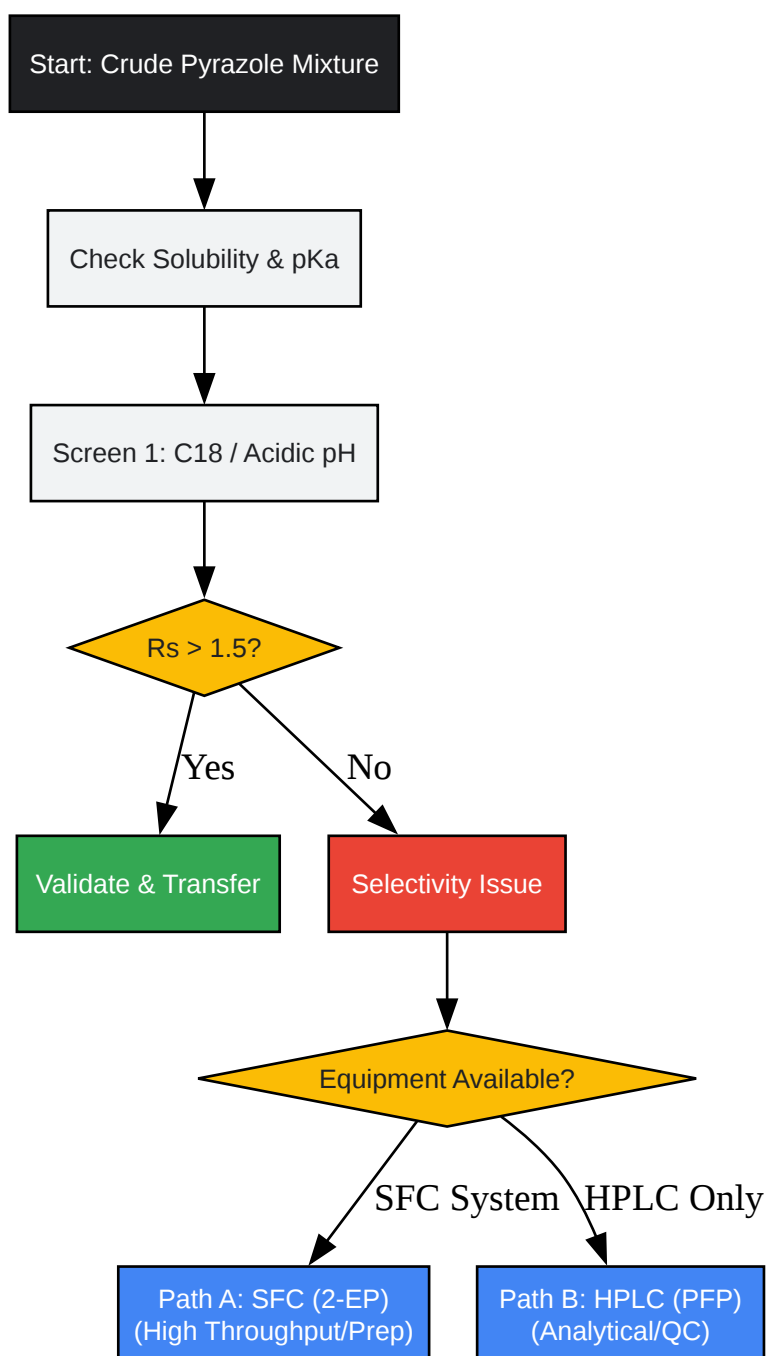 Start: Crude Pyrazole Mixture
Check Solubility & pKa
Screen 1: C18 / Acidic pH
Rs > 1.5?
Yes
No
Validate & Transfer
Selectivity Issue
Equipment Available?
SFC System
HPLC Only
Path A: SFC (2-EP)
(High Throughput/Prep)
Path B: HPLC (PFP)
(Analytical/QC)